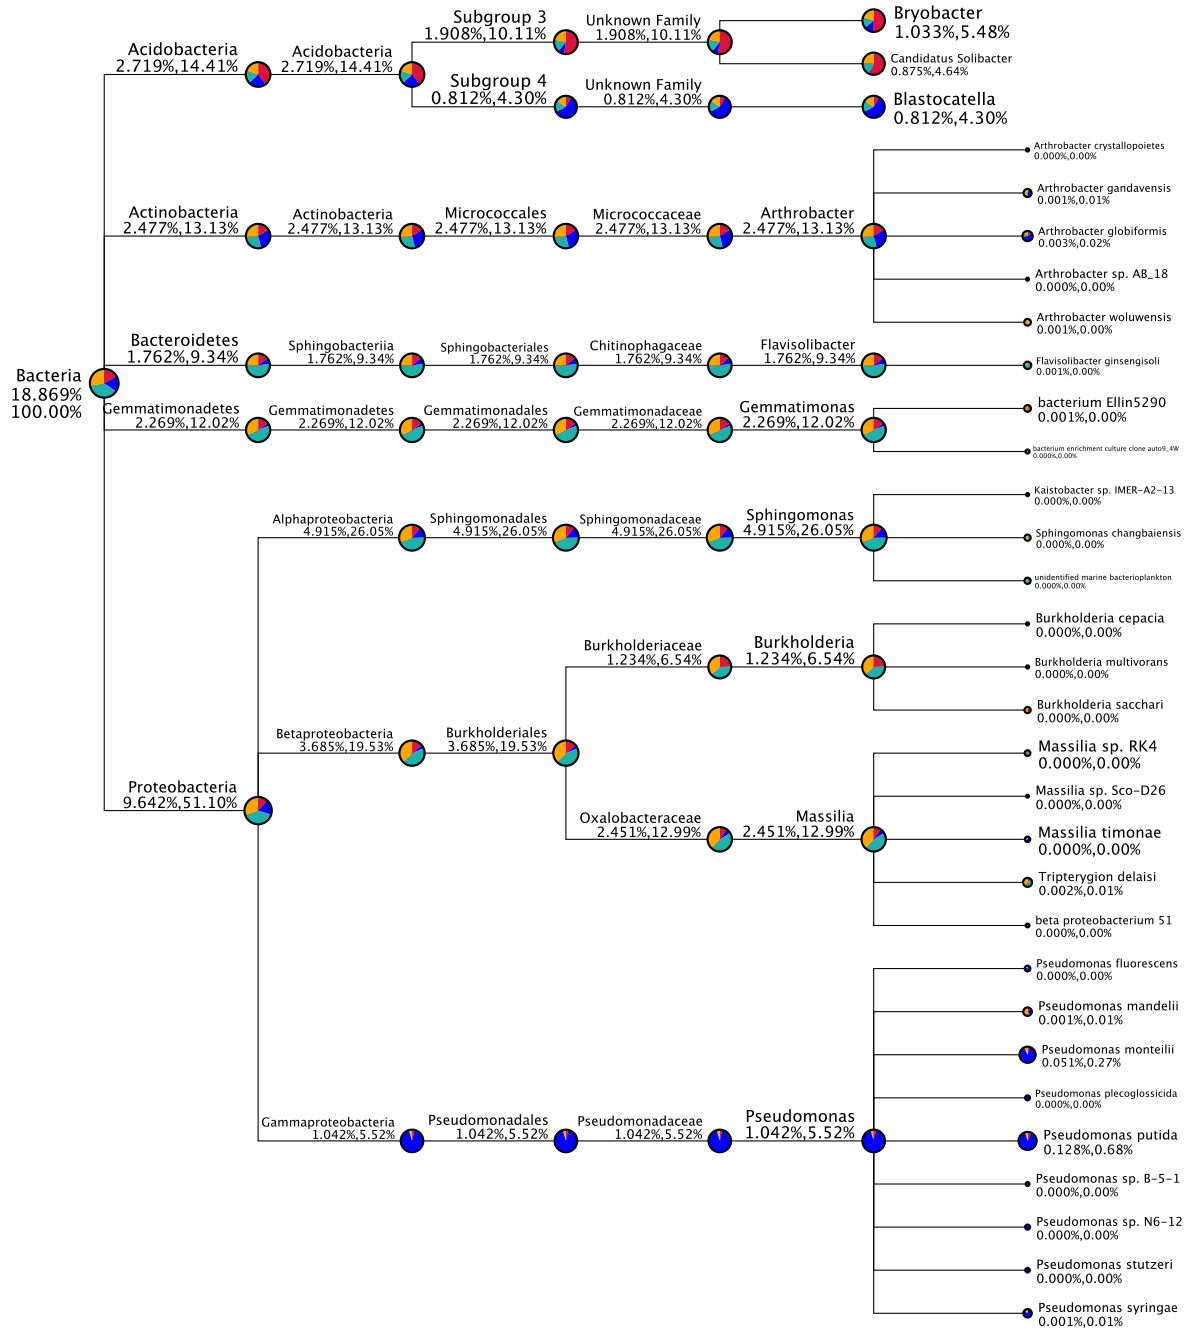 Bacteria
18.869%
100.00%
Acidobacteria
2.719%,14.41%
Acidobacteria
2.719%,14.41%
Subgroup 3
1.908%,10.11%
Unknown Family
1.908%,10.11%
Bryobacter
1.033%,5.48%
Candidatus Solibacter
0.875%,4.64%
Subgroup 4
0.812%,4.30%
Unknown Family
0.812%,4.30%
Blastocatella
0.812%,4.30%
Actinobacteria
2.477%,13.13%
Actinobacteria
2.477%,13.13%
Micrococcales
2.477%,13.13%
Micrococcaceae
2.477%,13.13%
Arthrobacter
2.477%,13.13%
Arthrobacter crystallopoietes
0.000%,0.00%
Arthrobacter gandavensis
0.001%,0.01%
Arthrobacter globiformis
0.003%,0.02%
Arthrobacter sp. AB_18
0.000%,0.00%
Arthrobacter woluwensis
0.001%,0.00%
Bacteroidetes
1.762%,9.34%
Sphingobacteriia
1.762%,9.34%
Sphingobacteriales
1.762%,9.34%
Chitinophagaceae
1.762%,9.34%
Flavisolibacter
1.762%,9.34%
Flavisolibacter ginsengisoli
0.001%,0.00%
Gemmatimonadetes
2.269%,12.02%
Gemmatimonadetes
2.269%,12.02%
Gemmatimonadales
2.269%,12.02%
Gemmatimonadaceae
2.269%,12.02%
Gemmatimonas
2.269%,12.02%
bacterium Ellin5290
0.001%,0.00%
bacterium enrichment culture clone auto9_4W
0.000%,0.00%
Proteobacteria
9.642%,51.10%
Alphaproteobacteria
4.915%,26.05%
Sphingomonadales
4.915%,26.05%
Sphingomonadaceae
4.915%,26.05%
Sphingomonas
4.915%,26.05%
Kaistobacter sp. IMER-A2-13
0.000%,0.00%
Sphingomonas changbaiensis
0.000%,0.00%
unidentified marine bacterioplankton
0.000%,0.00%
Betaproteobacteria
3.685%,19.53%
Burkholderiales
3.685%,19.53%
Burkholderiaceae
1.234%,6.54%
Burkholderia
1.234%,6.54%
Burkholderia cepacia
0.000%,0.00%
Burkholderia multivorans
0.000%,0.00%
Burkholderia sacchari
0.000%,0.00%
Oxalobacteraceae
2.451%,12.99%
Massilia
2.451%,12.99%
Massilia sp. RK4
0.000%,0.00%
Massilia sp. Sco-D26
0.000%,0.00%
Massilia timonae
0.000%,0.00%
Tripterygion delaisi
0.002%,0.01%
beta proteobacterium 51
0.000%,0.00%
Gammaproteobacteria
1.042%,5.52%
Pseudomonadales
1.042%,5.52%
Pseudomonadaceae
1.042%,5.52%
Pseudomonas
1.042%,5.52%
Pseudomonas fluorescens
0.000%,0.00%
Pseudomonas mandelii
0.001%,0.01%
Pseudomonas monteilii
0.051%,0.27%
Pseudomonas plecoglossicida
0.000%,0.00%
Pseudomonas putida
0.128%,0.68%
Pseudomonas sp. B-5-1
0.000%,0.00%
Pseudomonas sp. N6-12
0.000%,0.00%
Pseudomonas stutzeri
0.000%,0.00%
Pseudomonas syringae
0.001%,0.01%